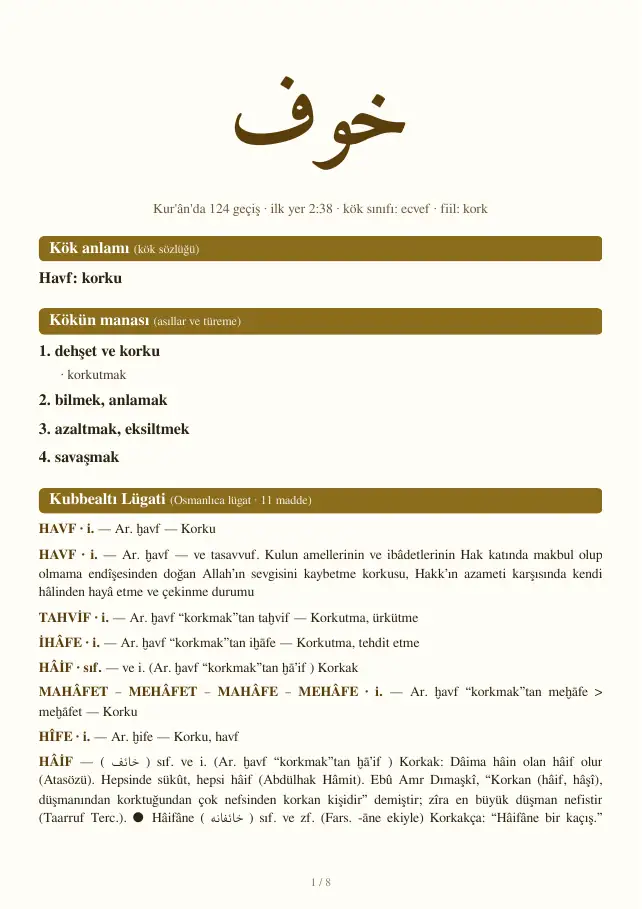 خوف
Kur'ân'da 124 geçiş · ilk yer 2:38 · kök sınıfı: ecvef · fiil: kork
Kök anlamı (kök sözlüğü)
Havf: korku
Kökün manası (asıllar ve türeme)
1. dehşet ve korku
· korkutmak
2. bilmek, anlamak
3. azaltmak, eksiltmek
4. savaşmak
Kubbealtı Lügati (Osmanlıca lügat · 11 madde)
HAVF · i. — Ar. ḫavf — Korku
HAVF · i. — Ar. ḫavf — ve tasavvuf. Kulun amellerinin ve ibâdetlerinin Hak katında makbul olup
olmama endîşesinden doğan Allah’ın sevgisini kaybetme korkusu, Hakk’ın azameti karşısında kendi
hâlinden hayâ etme ve çekinme durumu
TAHVİF · i. — Ar. ḫavf “korkmak”tan taḫvіf — Korkutma, ürkütme
İHÂFE · i. — Ar. ḫavf “korkmak”tan iḫāfe — Korkutma, tehdit etme
HÂİF · sıf. — ve i. (Ar. ḫavf “korkmak”tan ḫā’if ) Korkak
MAHÂFET – MEHÂFET – MAHÂFE – MEHÂFE · i. — Ar. ḫavf “korkmak”tan meḫāfe >
meḫāfet — Korku
HÎFE · i. — Ar. ḫife — Korku, havf
HÂİF — ( خائف ) sıf. ve i. (Ar. ḫavf “korkmak”tan ḫā’if ) Korkak: Dâima hâin olan hâif olur
(Atasözü). Hepsinde sükût, hepsi hâif (Abdülhak Hâmit). Ebû Amr Dımaşkî, “Korkan (hâif, hâşî),
düşmanından korktuğundan çok nefsinden korkan kişidir” demiştir; zîra en büyük düşman nefistir
(Taarruf Terc.). ● Hâifâne ( خائفانه ) sıf. ve zf. (Fars. -āne ekiyle) Korkakça: “Hâifâne bir kaçış.”
1 / 8